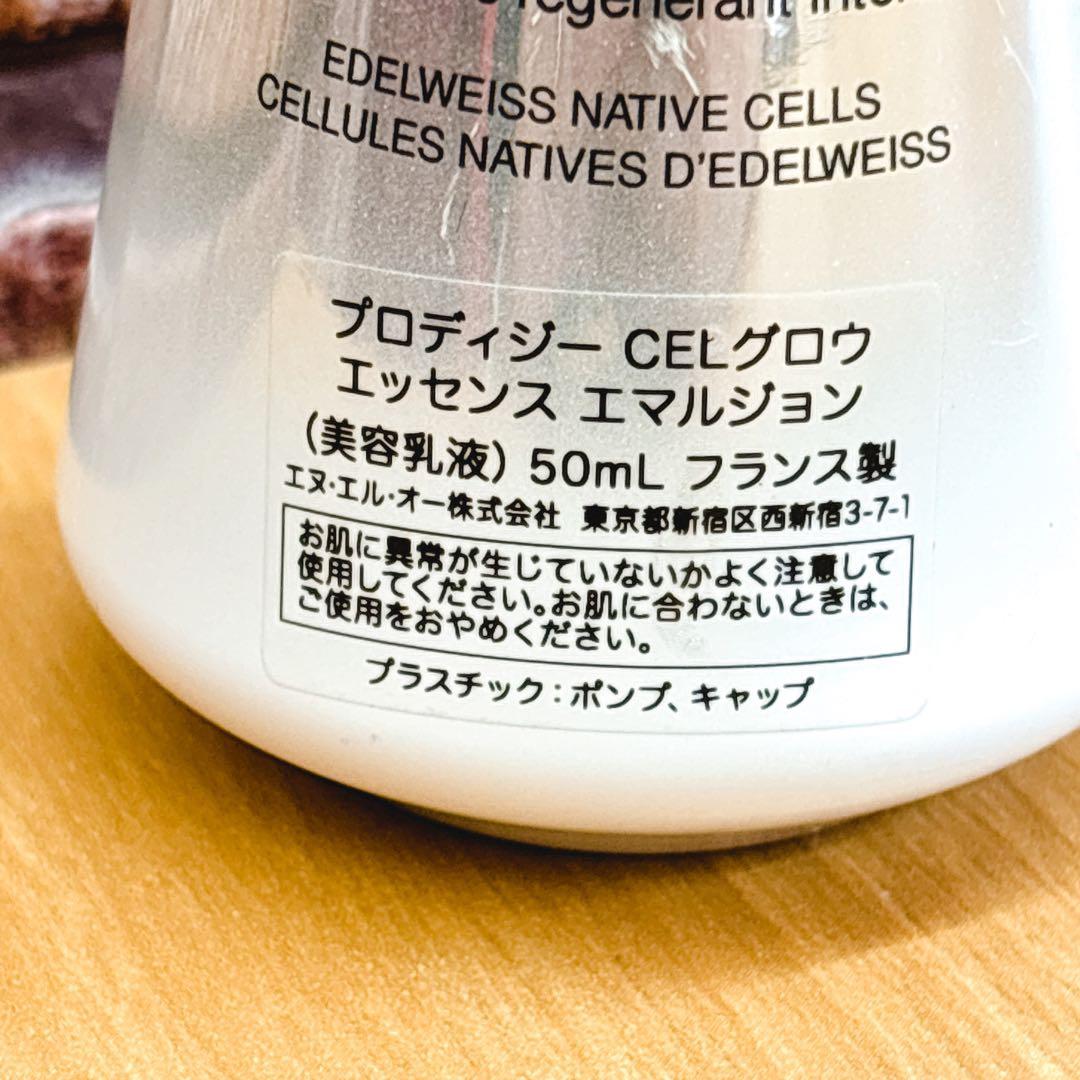 régénérant
EDELWEISS NATIVE CELLS
CELLULES NATIVES D'EDELWEISS
プロディジー CELグロウ
エッセンス エマルジョン
(美容乳液) 50mL フランス製
エヌ・エル・オー株式会社 東京都新宿区西新宿3-7-1
お肌に異常が生じていないかよく注意して
使用してください。お肌に合わないときは、
ご使用をおやめください。
プラスチック:ポンプ、キャップ